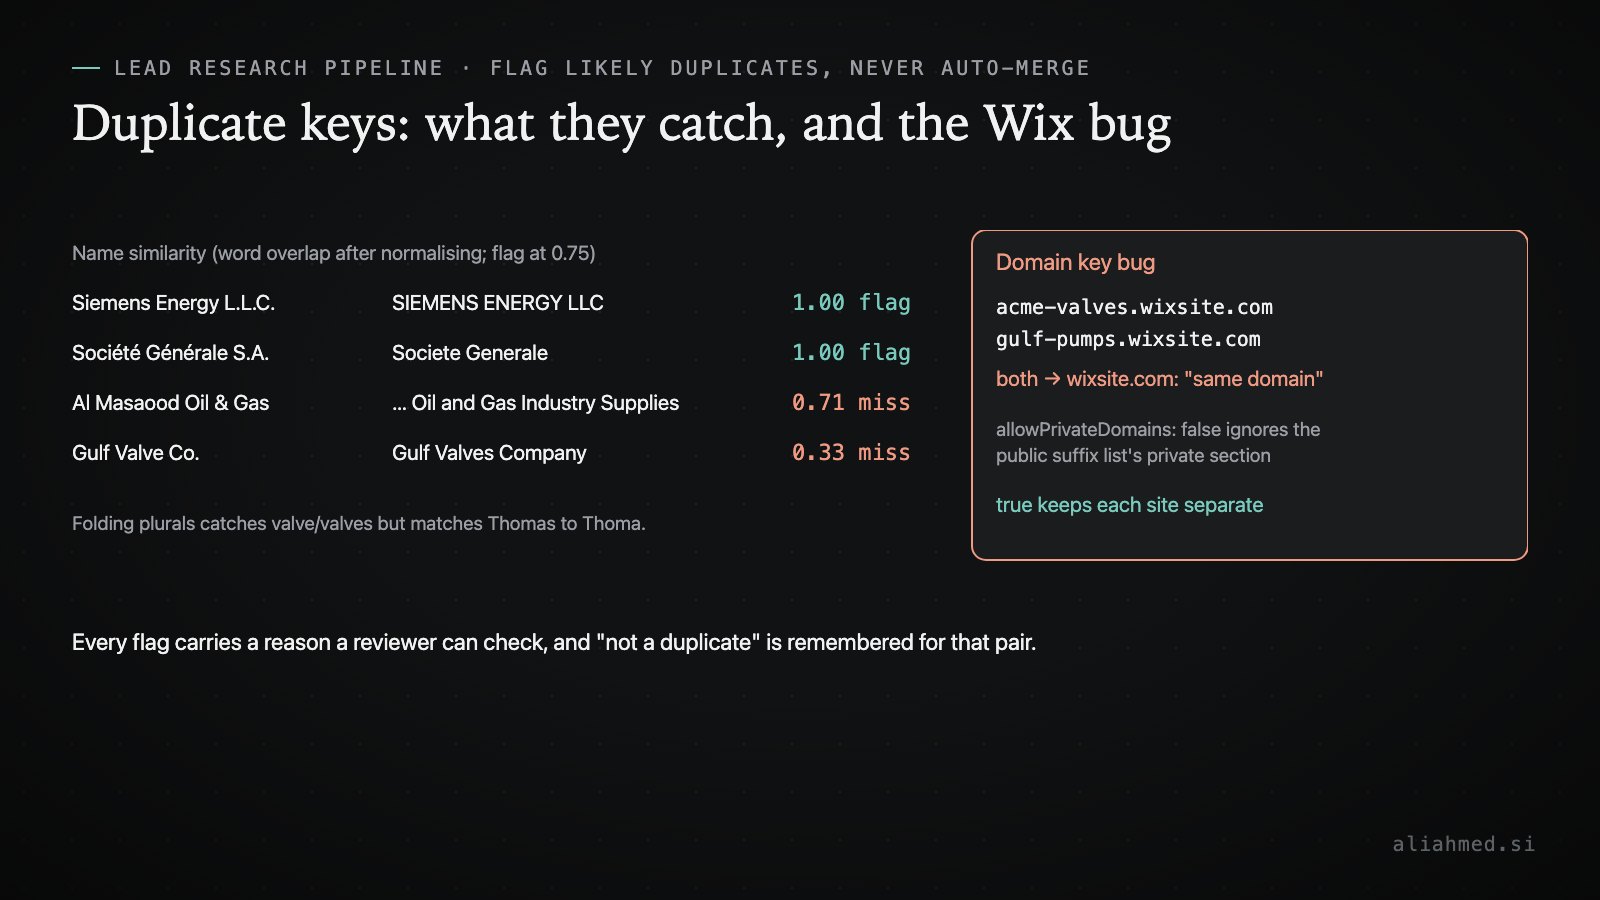 LEAD RESEARCH PIPELINE · FLAG LIKELY DUPLICATES, NEVER AUTO-MERGE
Duplicate keys: what they catch, and the Wix bug
Name similarity (word overlap after normalising; flag at 0.75)
Siemens Energy L.L.C. SIEMENS ENERGY LLC 1.00 flag
Société Générale S.A. Societe Generale 1.00 flag
Al Masaood Oil & Gas ... Oil and Gas Industry Supplies 0.71 miss
Gulf Valve Co. Gulf Valves Company 0.33 miss
Folding plurals catches valve/valves but matches Thomas to Thoma.
Domain key bug
acme-valves.wixsite.com
gulf-pumps.wixsite.com
both → wixsite.com: "same domain"
allowPrivateDomains: false ignores the
public suffix list's private section
true keeps each site separate
Every flag carries a reason a reviewer can check, and "not a duplicate" is remembered for that pair.
aliahmed.si